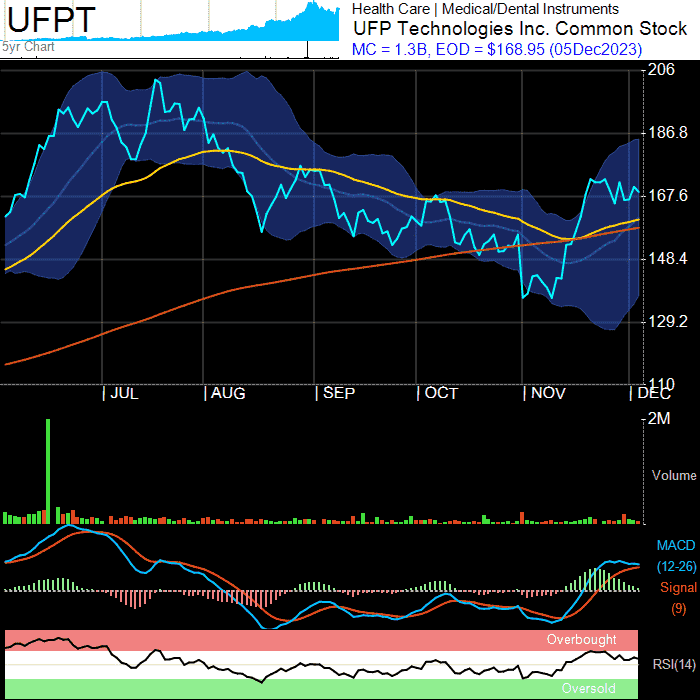 UFPT
5yr Chart
Health Care | Medical/Dental Instruments
UFP Technologies Inc. Common Stock
MC = 1.3B, EOD = $168.95 (05Dec2023)
206
186.8
167.6
148.4
129.2
110
JUL
AUG
SEP
OCT
NOV
DEC
2M
Volume
MACD
(12-26)
Signal
(9)
Overbought
RSI(14)
Oversold